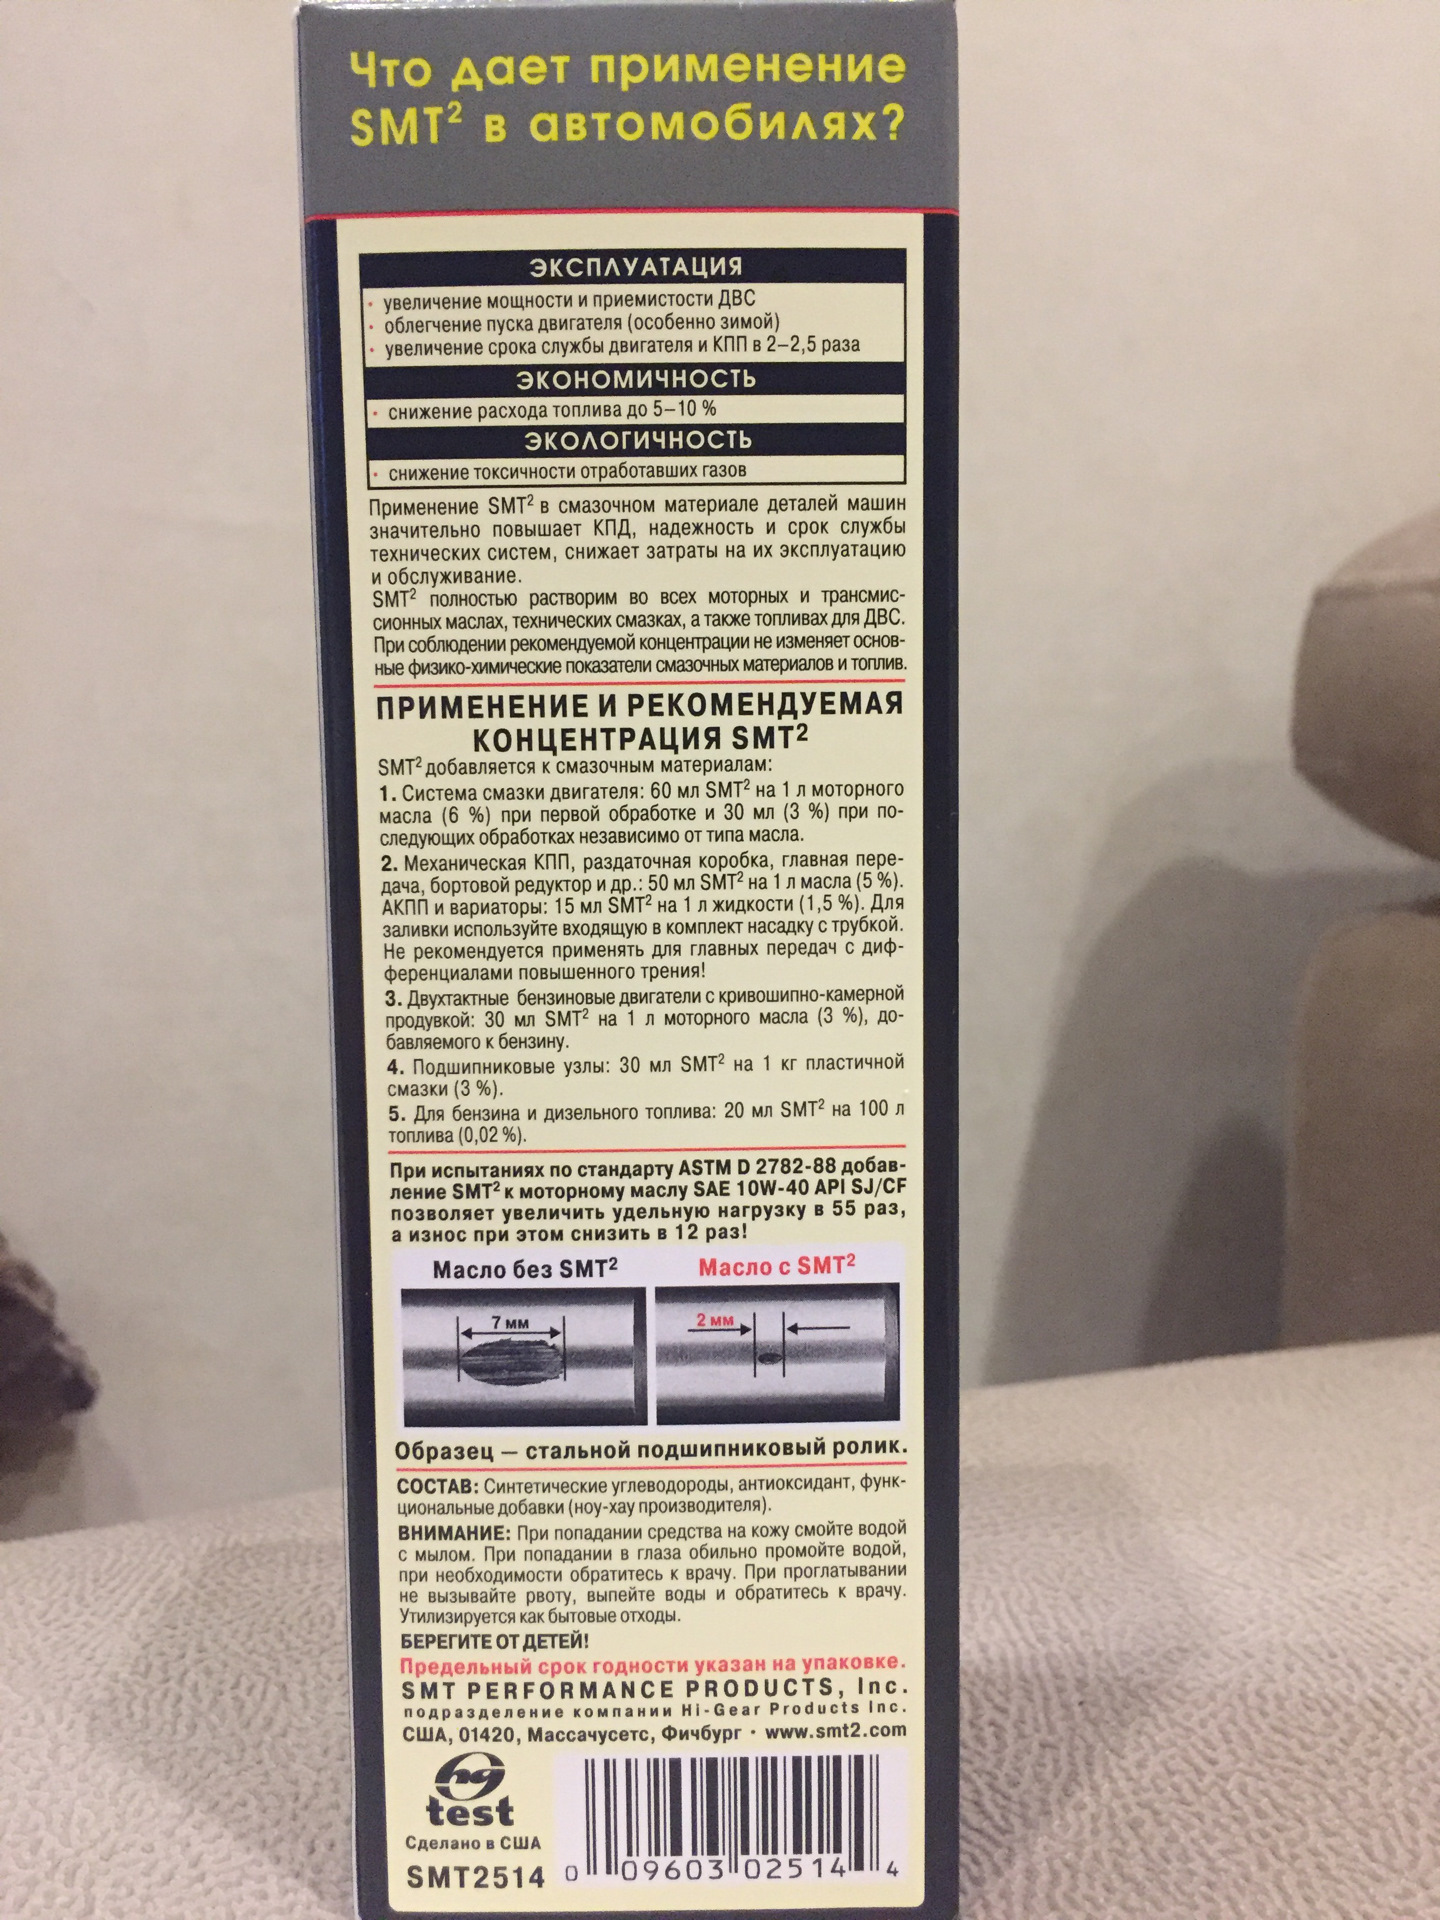 Что дает применение
SMT² в автомобилях?
ЭКСПЛУАТАЦИЯ
· увеличение мощности и приемистости ДВС
· облегчение пуска двигателя (особенно зимой)
· увеличение срока службы двигателя и КПП в 2–2,5 раза
ЭКОНОМИЧНОСТЬ
· снижение расхода топлива до 5–10 %
ЭКОЛОГИЧНОСТЬ
· снижение токсичности отработавших газов
Применение SMT² в смазочном материале деталей машин
значительно повышает КПД, надежность и срок службы
технических систем, снижает затраты на их эксплуатацию
и обслуживание.
SMT² полностью растворим во всех моторных и трансмис-
сионных маслах, технических смазках, а также топливах для ДВС.
При соблюдении рекомендуемой концентрации не изменяет основ-
ные физико-химические показатели смазочных материалов и топлив.
ПРИМЕНЕНИЕ И РЕКОМЕНДУЕМАЯ
КОНЦЕНТРАЦИЯ SMT²
SMT² добавляется к смазочным материалам:
1. Система смазки двигателя: 60 мл SMT² на 1 л моторного
масла (6 %) при первой обработке и 30 мл (3 %) при по-
следующих обработках независимо от типа масла.
2. Механическая КПП, раздаточная коробка, главная пере-
дача, бортовой редуктор и др.: 50 мл SMT² на 1 л масла (5 %).
АКПП и вариаторы: 15 мл SMT² на 1 л жидкости (1,5 %). Для
заливки используйте входящую в комплект насадку с трубкой.
Не рекомендуется применять для главных передач с диф-
ференциалами повышенного трения!
3. Двухтактные бензиновые двигатели с кривошипно-камерной
продувкой: 30 мл SMT² на 1 л моторного масла (3 %), до-
бавляемого к бензину.
4. Подшипниковые узлы: 30 мл SMT² на 1 кг пластичной
смазки (3 %).
5. Для бензина и дизельного топлива: 20 мл SMT² на 100 л
топлива (0,02 %).
При испытаниях по стандарту ASTM D 2782-88 добав-
ление SMT² к моторному маслу SAE 10W-40 API SJ/CF
позволяет увеличить удельную нагрузку в 55 раз,
а износ при этом снизить в 12 раз!
Масло без SMT² Масло с SMT²
7 мм 2 мм
Образец — стальной подшипниковый ролик.
СОСТАВ: Синтетические углеводороды, антиоксидант, функ-
циональные добавки (ноу-хау производителя).
ВНИМАНИЕ: При попадании средства на кожу смойте водой
с мылом. При попадании в глаза обильно промойте водой,
при необходимости обратитесь к врачу. При проглатывании
не вызывайте рвоту, выпейте воды и обратитесь к врачу.
Утилизируется как бытовые отходы.
БЕРЕГИТЕ ОТ ДЕТЕЙ!
Предельный срок годности указан на упаковке.
SMT PERFORMANCE PRODUCTS, Inc.
подразделение компании Hi-Gear Products Inc.
США, 01420, Массачусетс, Фичбург · www.smt2.com
hg
test
Сделано в США
SMT2514
0 09603 02514 4